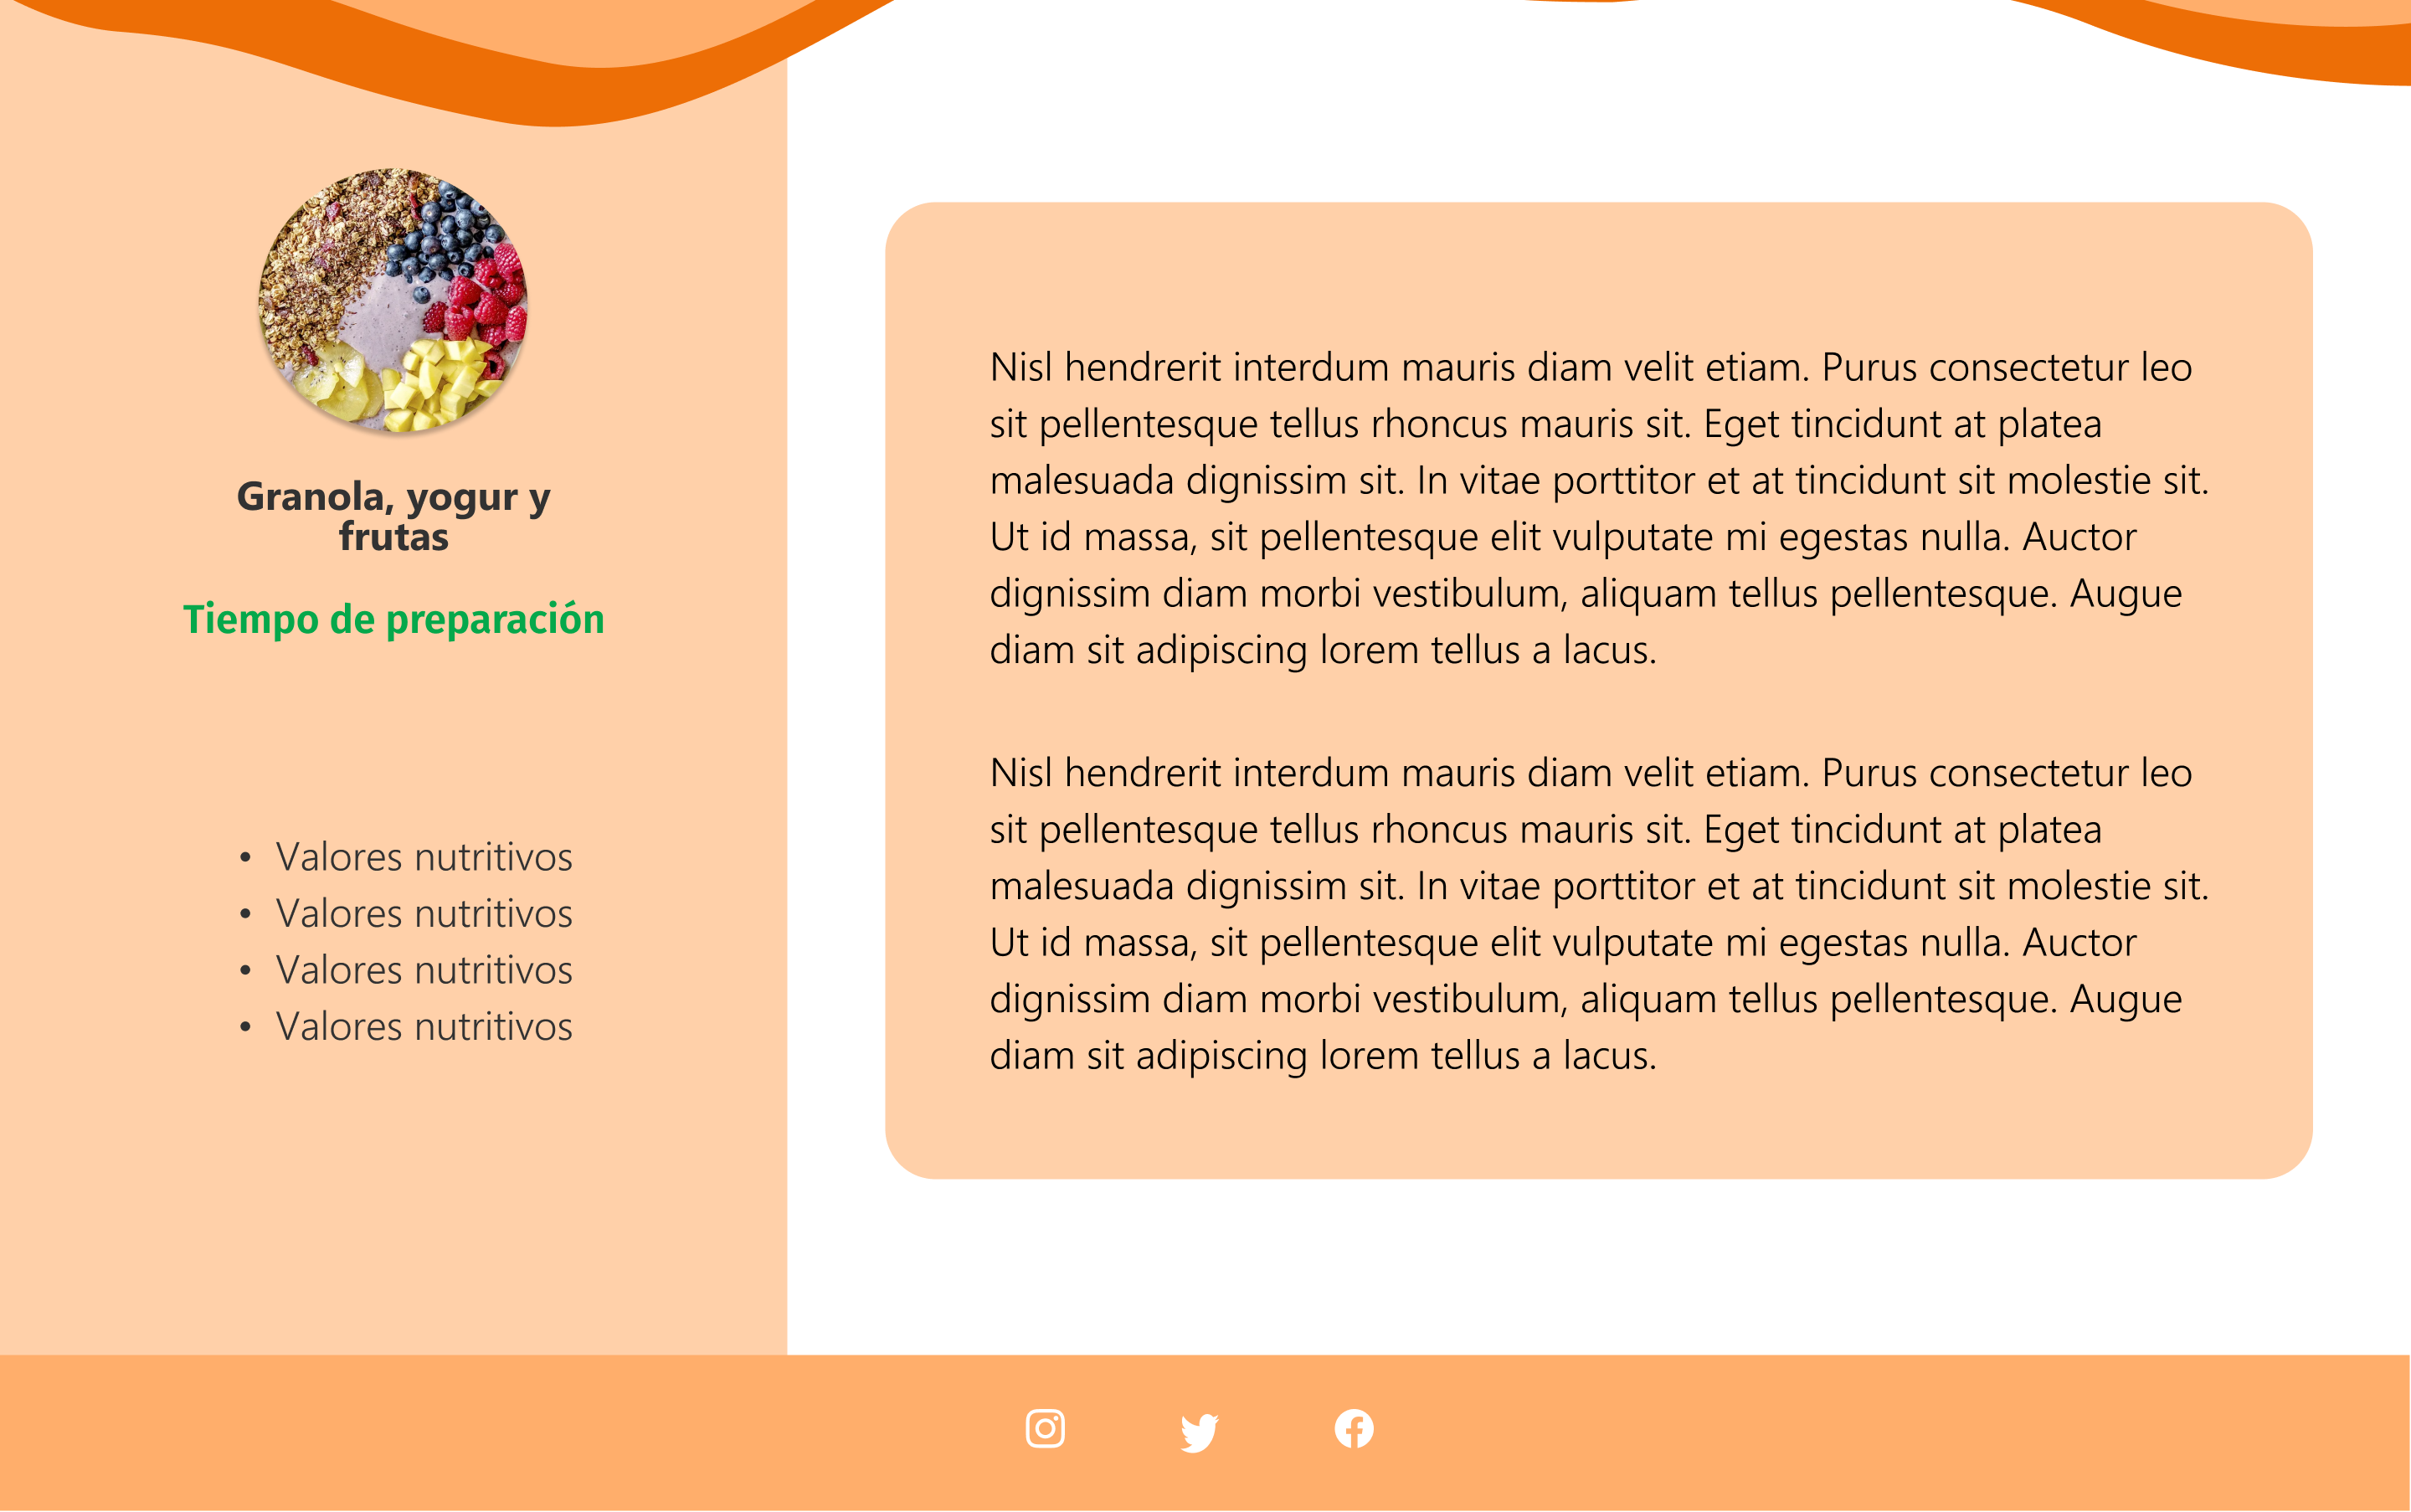 Granola, yogur y
frutas
Tiempo de preparación
• Valores nutritivos
• Valores nutritivos
• Valores nutritivos
• Valores nutritivos
Nisl hendrerit interdum mauris diam velit etiam. Purus consectetur leo
sit pellentesque tellus rhoncus mauris sit. Eget tincidunt at platea
malesuada dignissim sit. In vitae porttitor et at tincidunt sit molestie sit.
Ut id massa, sit pellentesque elit vulputate mi egestas nulla. Auctor
dignissim diam morbi vestibulum, aliquam tellus pellentesque. Augue
diam sit adipiscing lorem tellus a lacus.
Nisl hendrerit interdum mauris diam velit etiam. Purus consectetur leo
sit pellentesque tellus rhoncus mauris sit. Eget tincidunt at platea
malesuada dignissim sit. In vitae porttitor et at tincidunt sit molestie sit.
Ut id massa, sit pellentesque elit vulputate mi egestas nulla. Auctor
dignissim diam morbi vestibulum, aliquam tellus pellentesque. Augue
diam sit adipiscing lorem tellus a lacus.